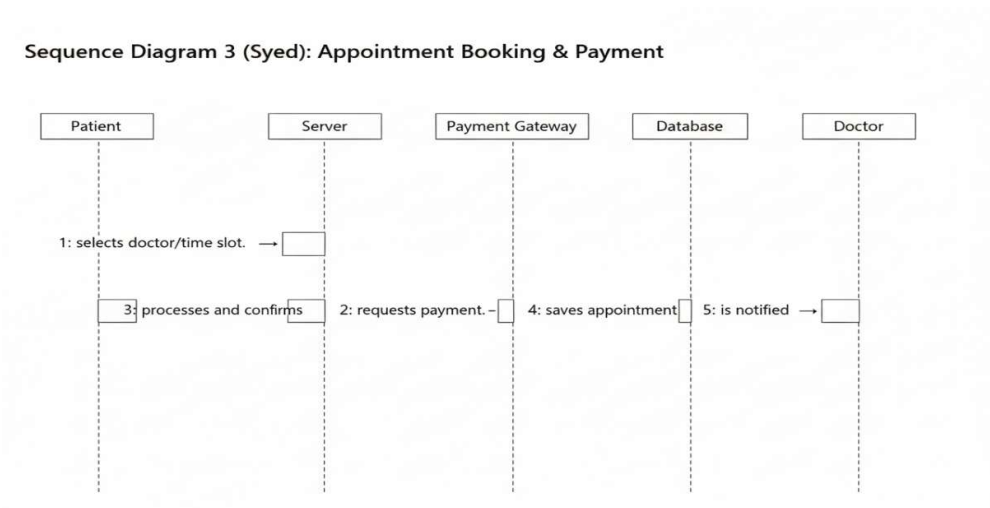 Sequence Diagram 3 (Syed): Appointment Booking & Payment
Patient
Server
Payment Gateway
Database
Doctor
1: selects doctor/time slot.
3: processes and confirms
2: requests payment.
4: saves appointment
5: is notified